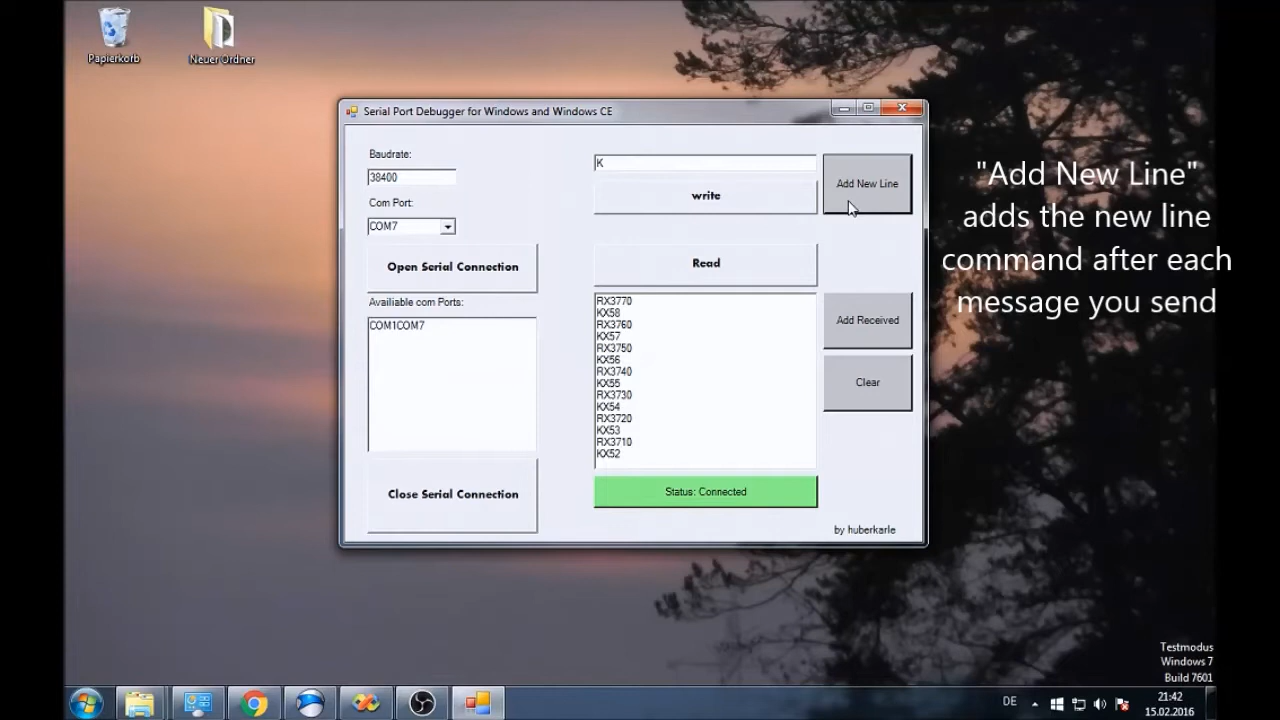 Papierkorb
Neuer Ordner
Serial Port Debugger for Windows and Windows CE
Baudrate:
38400
Com Port:
COM7
Open Serial Connection
Availiable com Ports:
COM1COM7
Close Serial Connection
K
write
Add New Line
Read
RX3770
KX58
RX3760
KX57
RX3750
KX56
RX3740
KX55
RX3730
KX54
RX3720
KX53
RX3710
KX52
Add Received
Clear
Status: Connected
by huberkarle
"Add New Line"
adds the new line
command after each
message you send
Testmodus
Windows 7
Build 7601
DE
21:42
15.02.2016